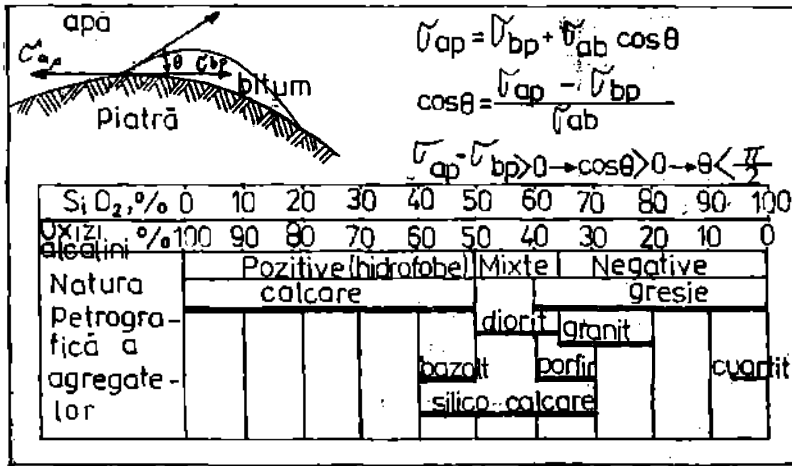 apă
σap = σbp + σab cosθ
σap
θ
σbp
bitum
Piatră
cosθ = σap - σbp / σab
σap - σbp > 0 → cosθ > 0 → θ < π/2
SiO2, % 0 10 20 30 40 50 60 70 80 90 100
Oxizi alcalini % 100 90 80 70 60 50 40 30 20 10 0
Natura Petrografică a agregatelor
Pozitive (hidrofobe) Mixte Negative
calcare gresie
diorit granit
bazalt porfir cuarțit
silico-calcare